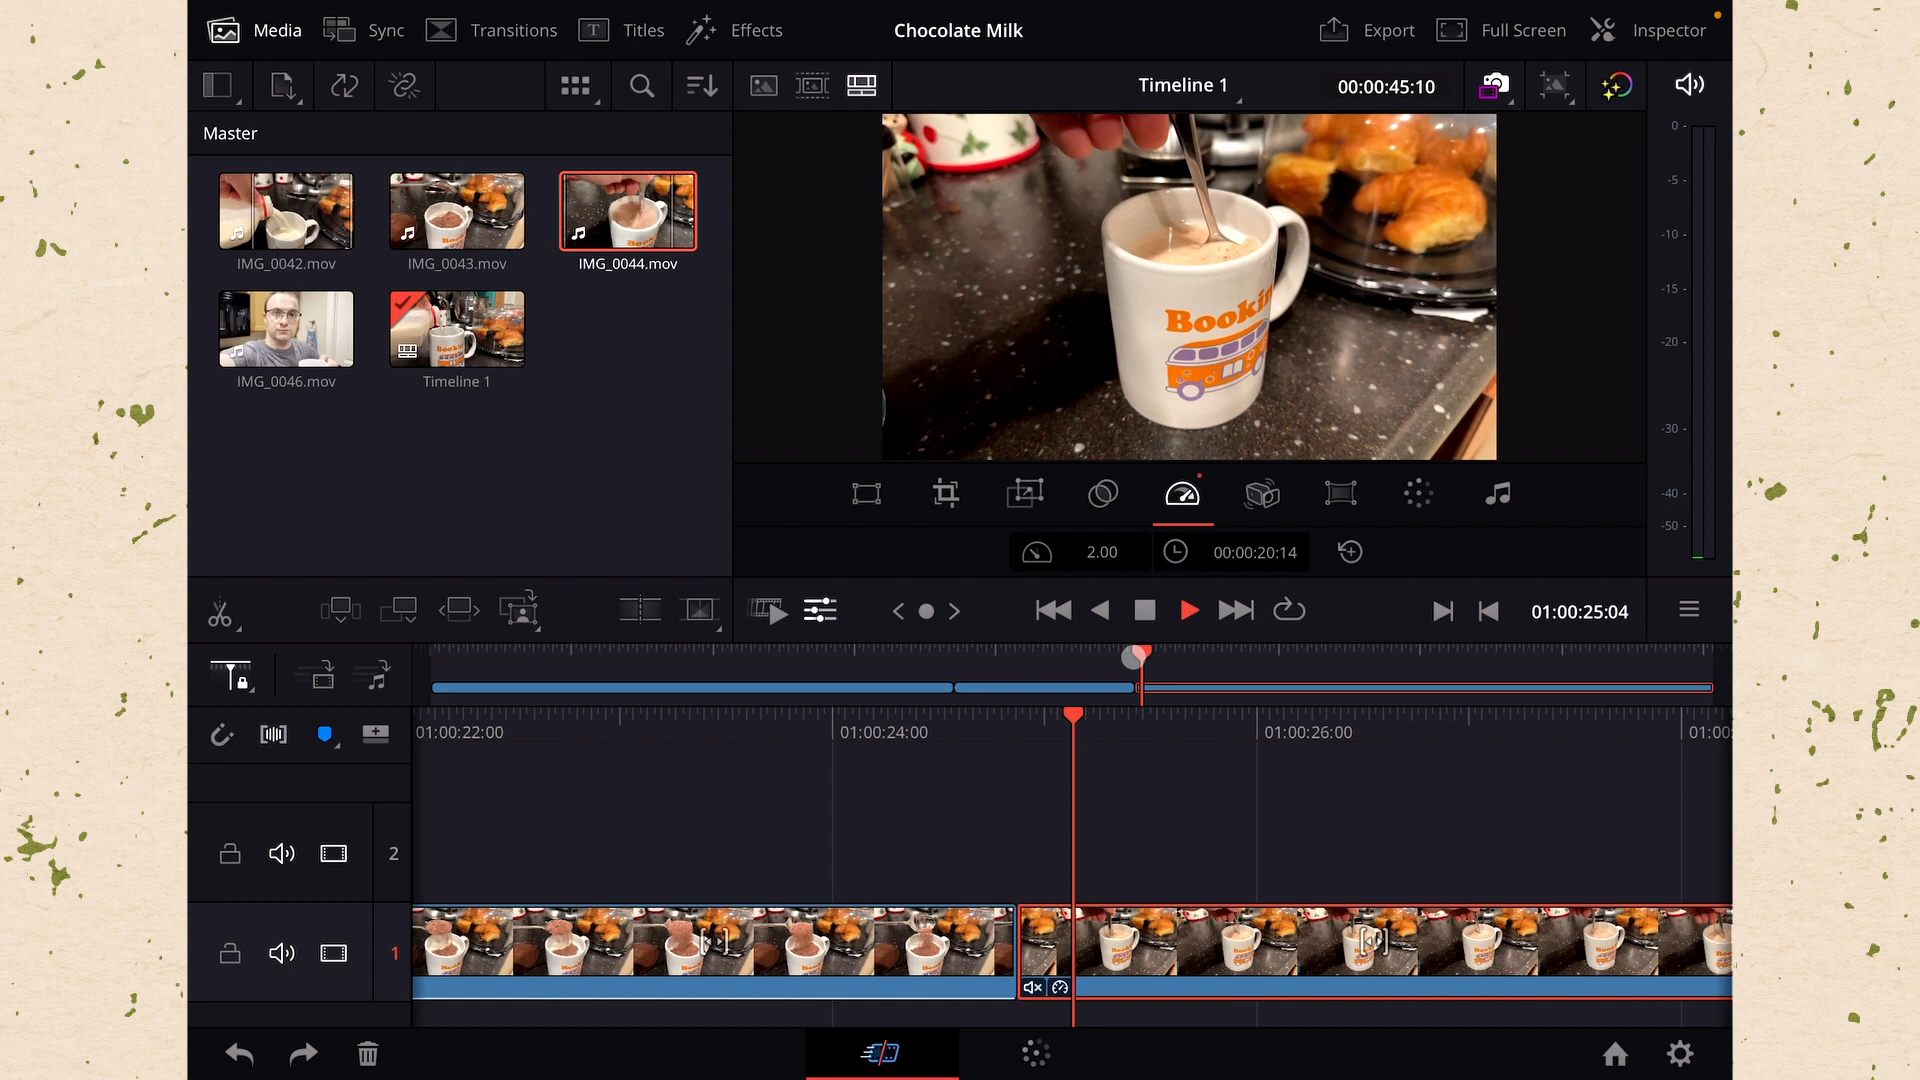 Media Sync Transitions Titles Effects Chocolate Milk Export Full Screen Inspector
Timeline 1 00:00:45:10
Master
IMG_0042.mov IMG_0043.mov IMG_0044.mov
IMG_0046.mov Timeline 1
Bookin
0
-5
-10
-15
-20
-30
-40
-50
2.00 00:00:20:14
01:00:25:04
01:00:22:00 01:00:24:00 01:00:26:00 01:00:
2
1